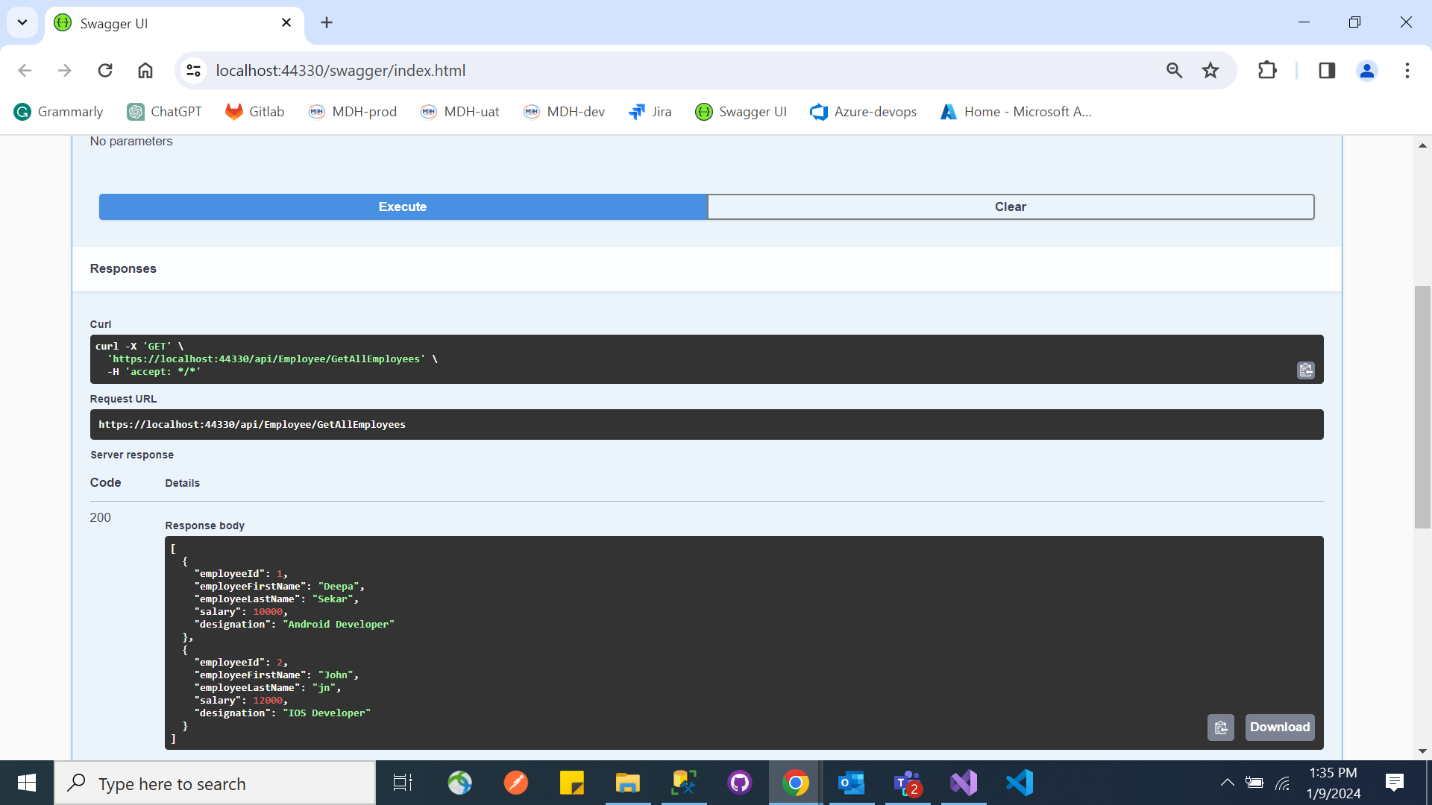 Swagger UI
localhost:44330/swagger/index.html
Grammarly ChatGPT Gitlab MDH-prod MDH-uat MDH-dev Jira Swagger UI Azure-devops Home - Microsoft A...
No parameters
Execute Clear
Responses
Curl
curl -X 'GET' \
'https://localhost:44330/api/Employee/GetAllEmployees' \
-H 'accept: */*'
Request URL
https://localhost:44330/api/Employee/GetAllEmployees
Server response
Code Details
200
Response body
[
{
"employeeId": 1,
"employeeFirstName": "Deepa",
"employeeLastName": "Sekar",
"salary": 10000,
"designation": "Android Developer"
},
{
"employeeId": 2,
"employeeFirstName": "John",
"employeeLastName": "jn",
"salary": 12000,
"designation": "IOS Developer"
}
]
Download
Type here to search
2
1:35 PM
1/9/2024